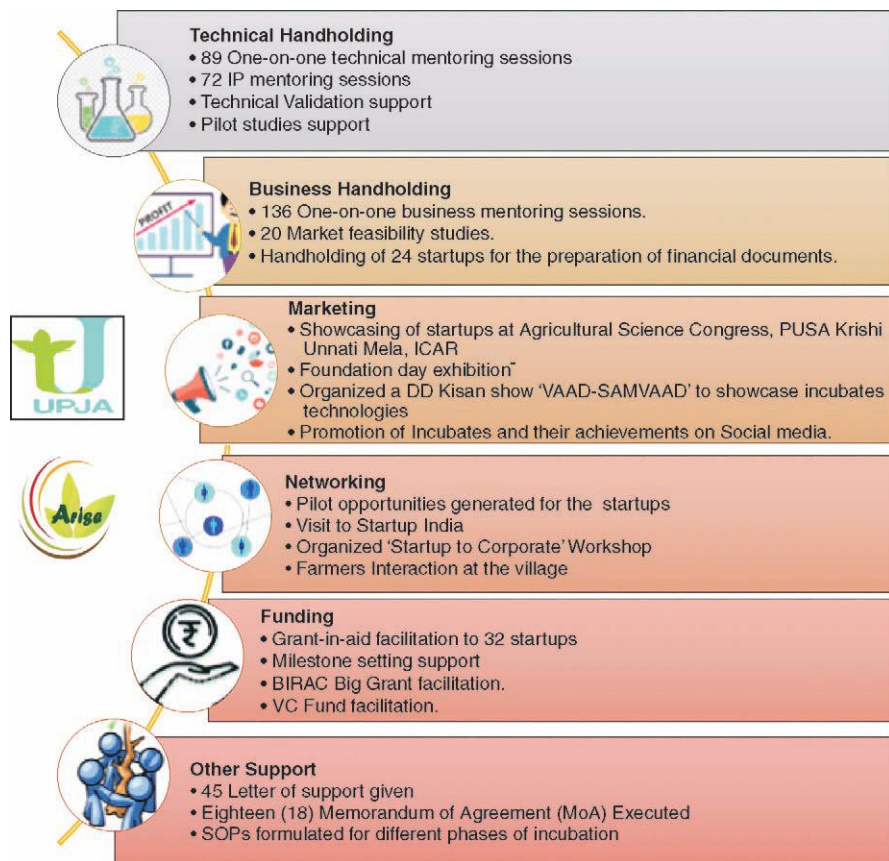 Technical Handholding
• 89 One-on-one technical mentoring sessions
• 72 IP mentoring sessions
• Technical Validation support
• Pilot studies support
PROFIT
Business Handholding
• 136 One-on-one business mentoring sessions.
• 20 Market feasibility studies.
• Handholding of 24 startups for the preparation of financial documents.
UPJA
Marketing
• Showcasing of startups at Agricultural Science Congress, PUSA Krishi
Unnati Mela, ICAR
• Foundation day exhibition¯
• Organized a DD Kisan show ‘VAAD-SAMVAAD’ to showcase incubates
technologies
• Promotion of Incubates and their achievements on Social media.
Arise
Networking
• Pilot opportunities generated for the startups
• Visit to Startup India
• Organized ‘Startup to Corporate’ Workshop
• Farmers Interaction at the village
₹
Funding
• Grant-in-aid facilitation to 32 startups
• Milestone setting support
• BIRAC Big Grant facilitation.
• VC Fund facilitation.
Other Support
• 45 Letter of support given
• Eighteen (18) Memorandum of Agreement (MoA) Executed
• SOPs formulated for different phases of incubation